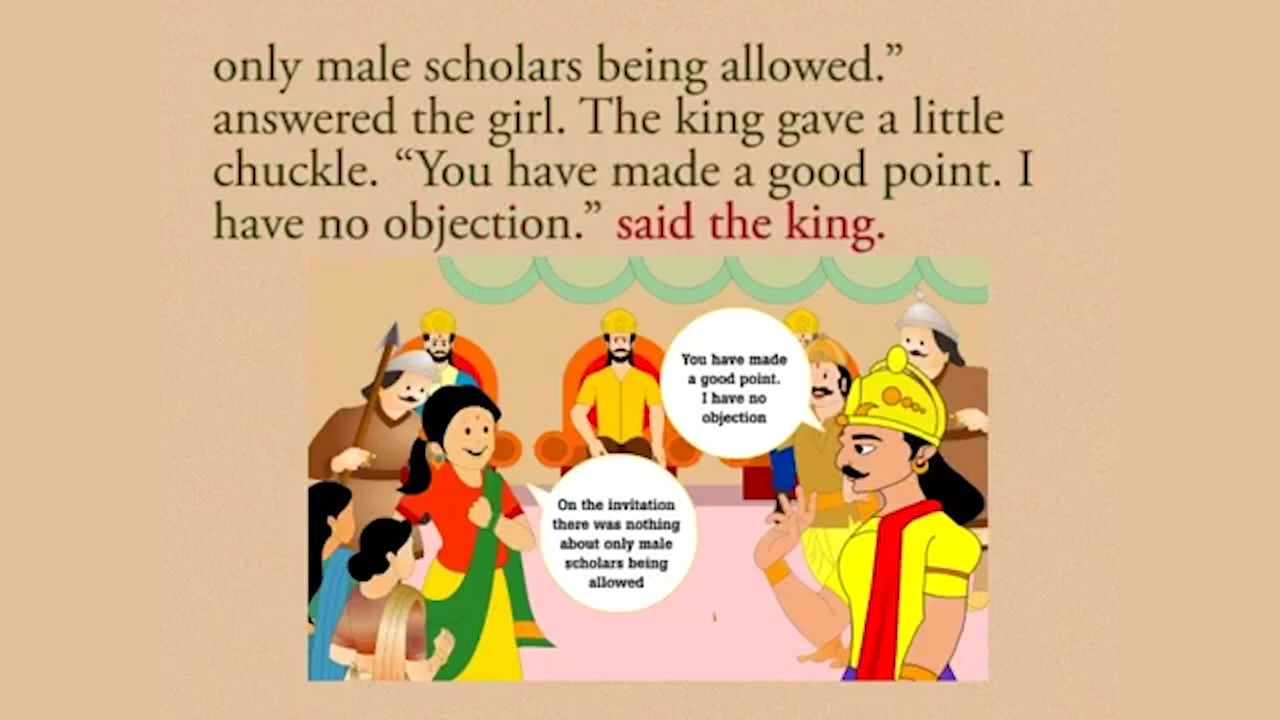 only male scholars being allowed.”
answered the girl. The king gave a little
chuckle. “You have made a good point. I
have no objection.” said the king.
You have made
a good point.
I have no
objection
On the invitation
there was nothing
about only male
scholars being
allowed